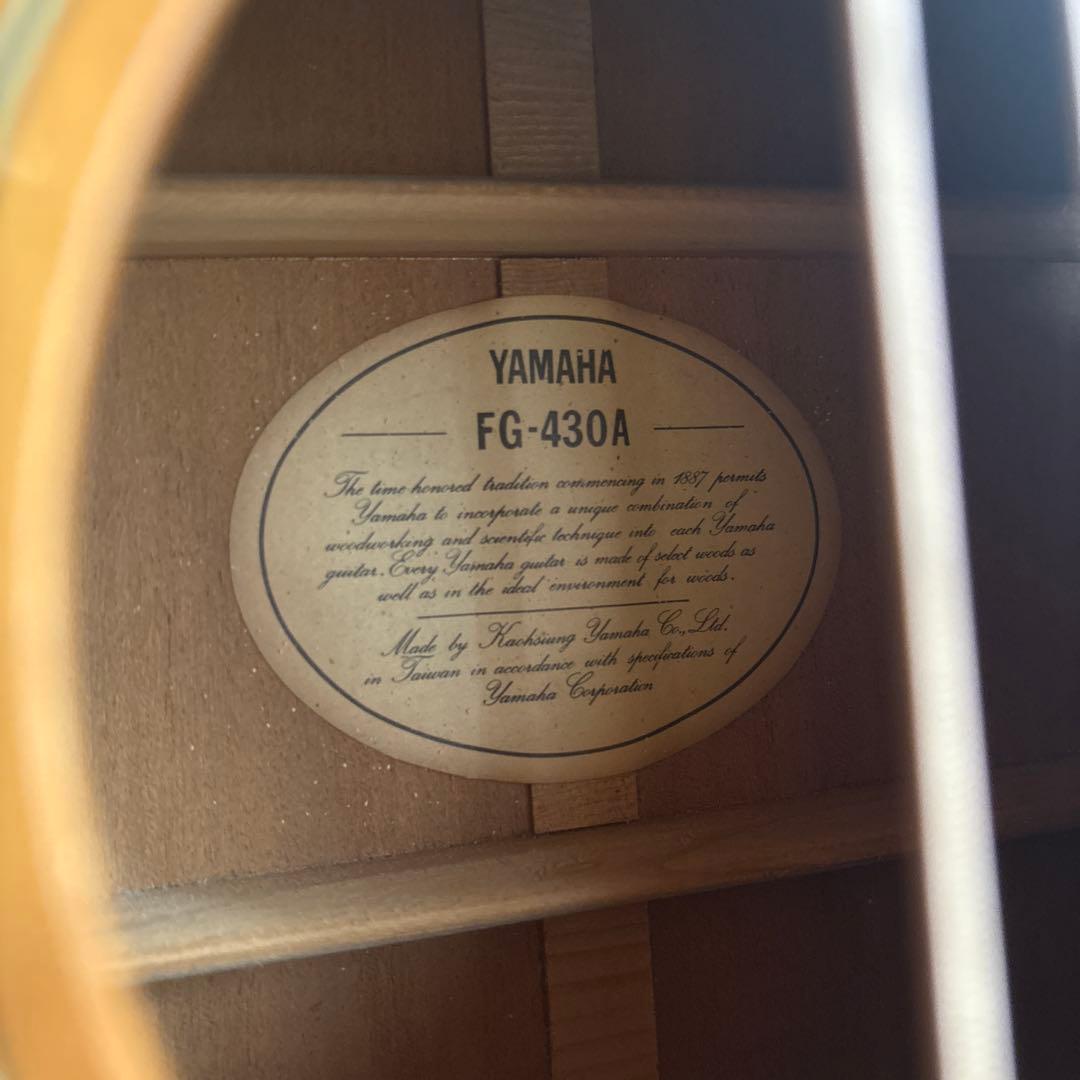 YAMAHA
FG-430A
The time honored tradition commencing in 1887 permits
Yamaha to incorporate a unique combination of
woodworking and scientific technique into each Yamaha
guitar. Every Yamaha guitar is made of select woods as
well as in the ideal environment for woods.
Made by Kaohsiung Yamaha Co., Ltd.
in Taiwan in accordance with specifications of
Yamaha Corporation